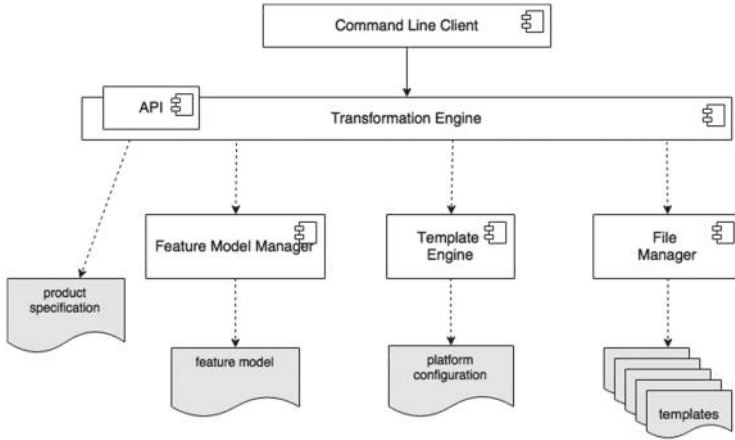 Command Line Client
API
Transformation Engine
Feature Model Manager
Template
Engine
File
Manager
product
specification
feature model
platform
configuration
templates